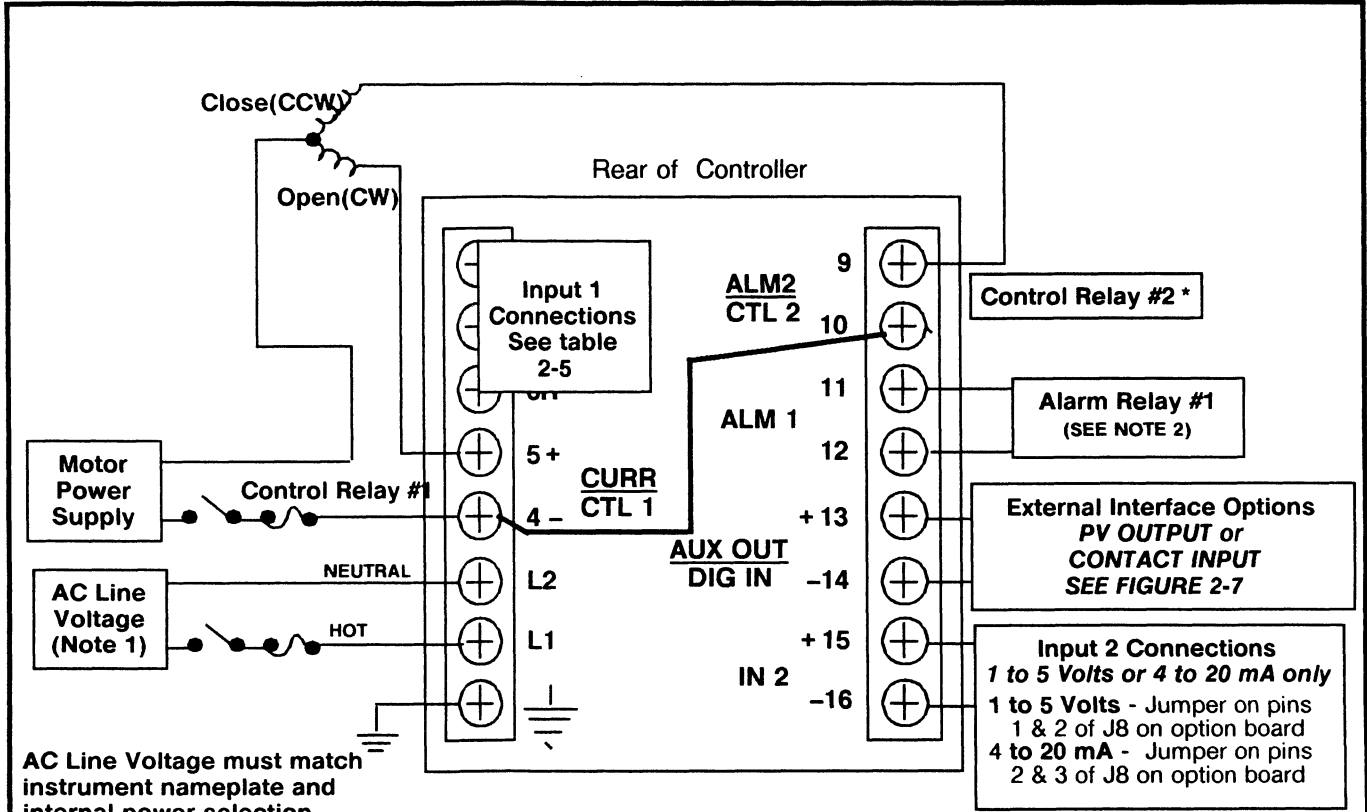 Close(CCW)
Open(CW)
Rear of Controller
Input 1
Connections
See table
2-5
5 +
4 –
L2
L1
CURR
CTL 1
ALM2
CTL 2
ALM 1
AUX OUT
DIG IN
IN 2
9
10
11
12
+ 13
–14
+ 15
–16
Control Relay #2 *
Alarm Relay #1
(SEE NOTE 2)
External Interface Options
PV OUTPUT or
CONTACT INPUT
SEE FIGURE 2-7
Input 2 Connections
1 to 5 Volts or 4 to 20 mA only
1 to 5 Volts - Jumper on pins
1 & 2 of J8 on option board
4 to 20 mA - Jumper on pins
2 & 3 of J8 on option board
Motor
Power
Supply
Control Relay #1
AC Line
Voltage
(Note 1)
NEUTRAL
HOT
AC Line Voltage must match
instrument nameplate and
internal power selection